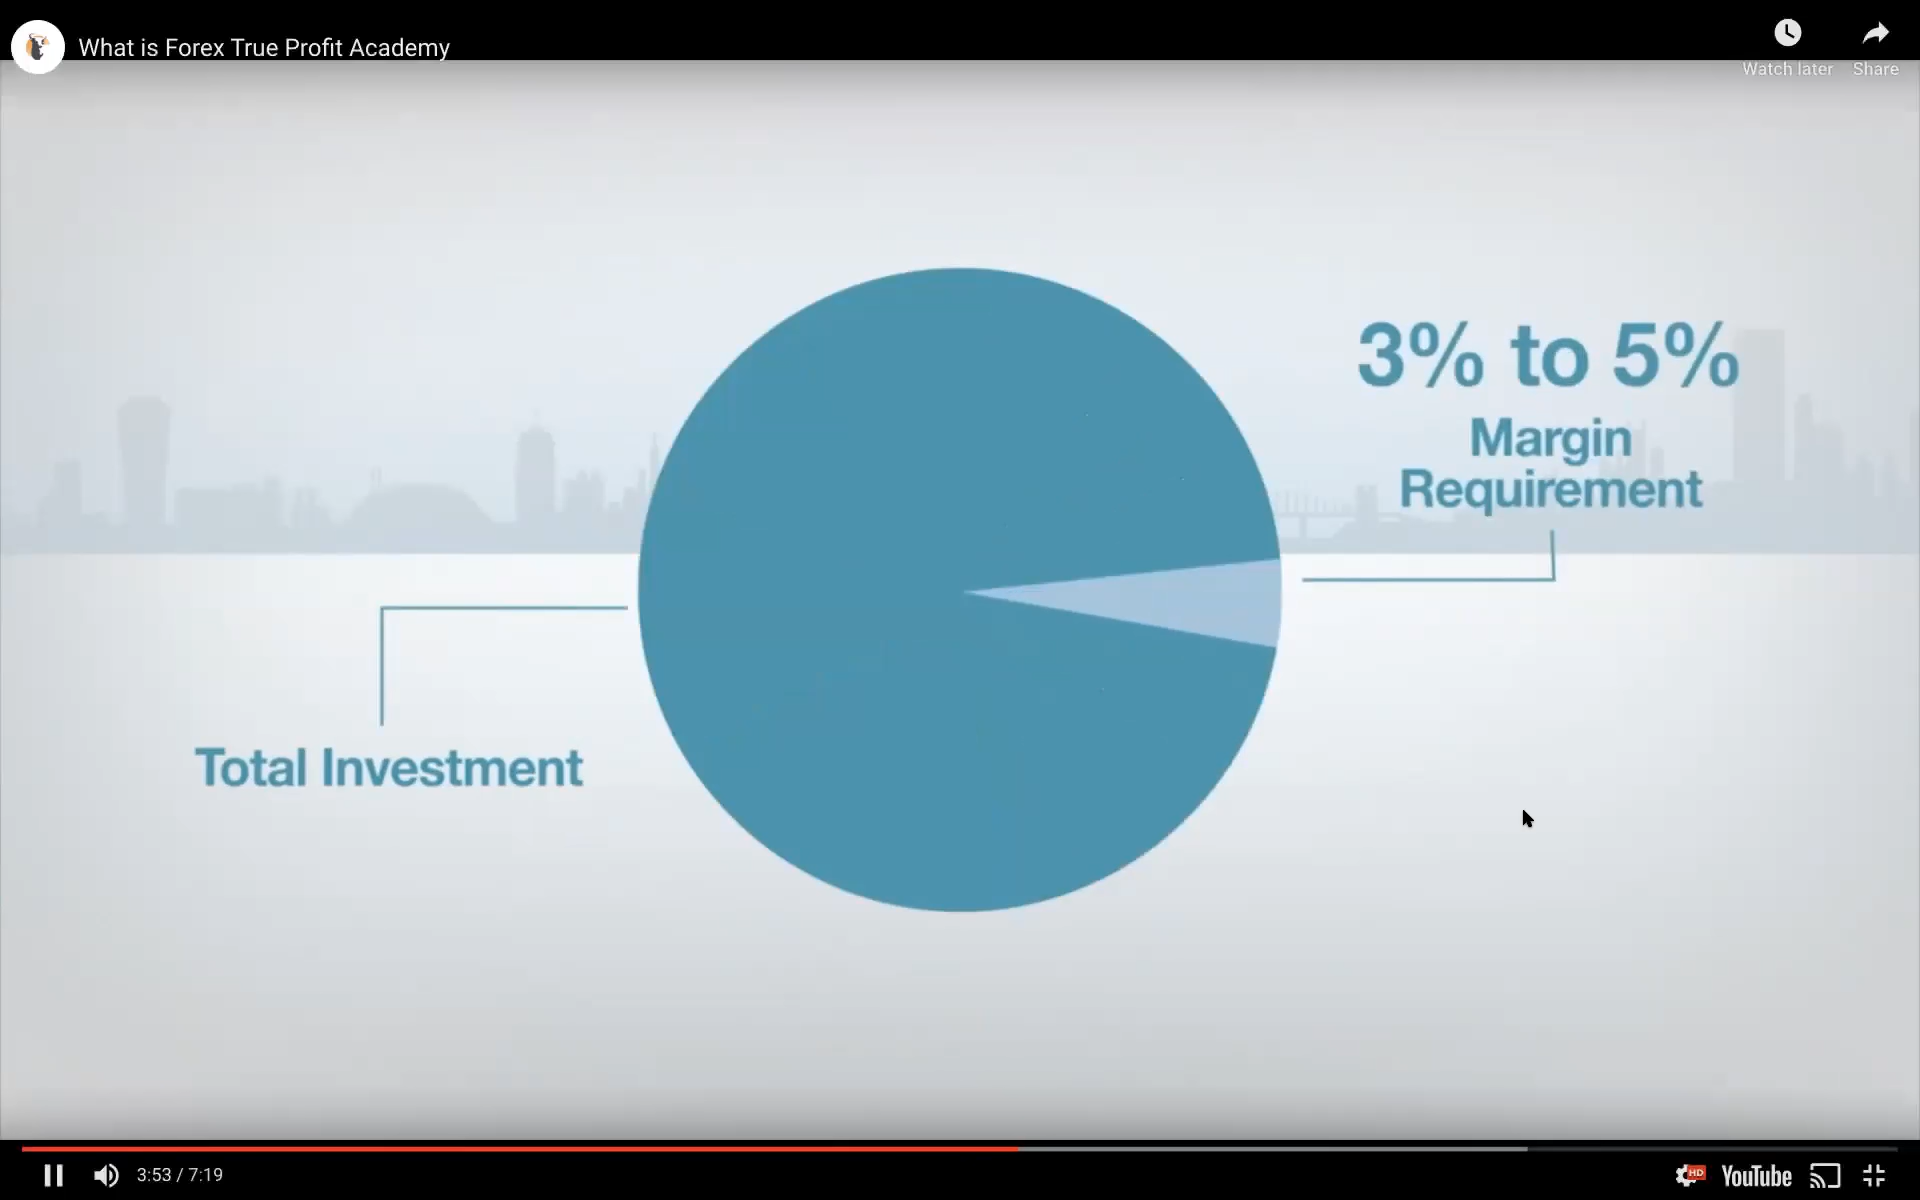 What is Forex True Profit Academy
Watch later
Share
3% to 5%
Margin
Requirement
Total Investment
3:53 / 7:19
HD
YouTube